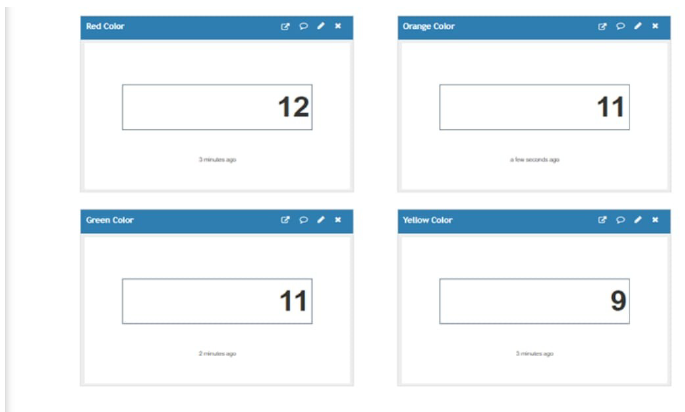 Red Color
12
3 minutes ago
Orange Color
11
a few seconds ago
Green Color
11
2 minutes ago
Yellow Color
9
3 minutes ago